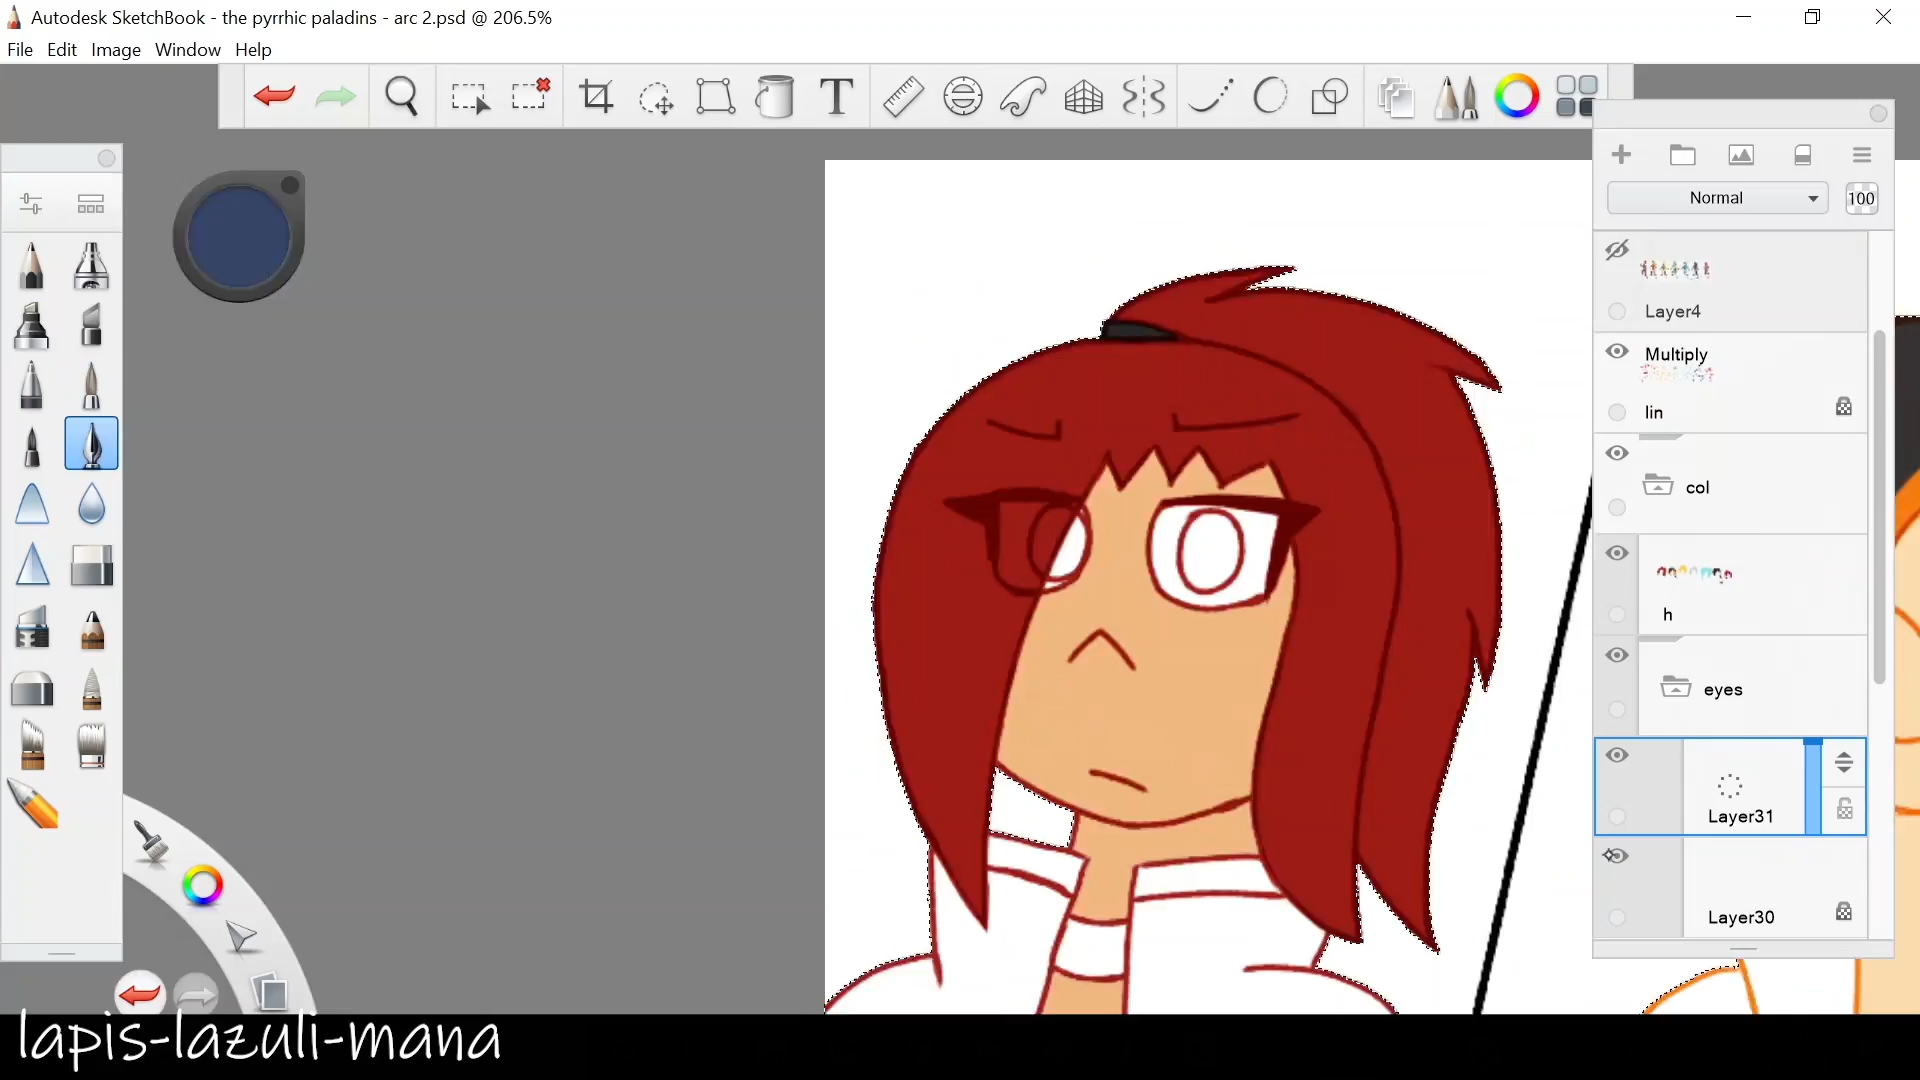 Autodesk SketchBook - the pyrrhic paladins - arc 2.psd @ 206.5%
File Edit Image Window Help
T
Normal 100
Layer4
Multiply
lin
col
h
eyes
Layer31
Layer30
lapis-lazuli-mana